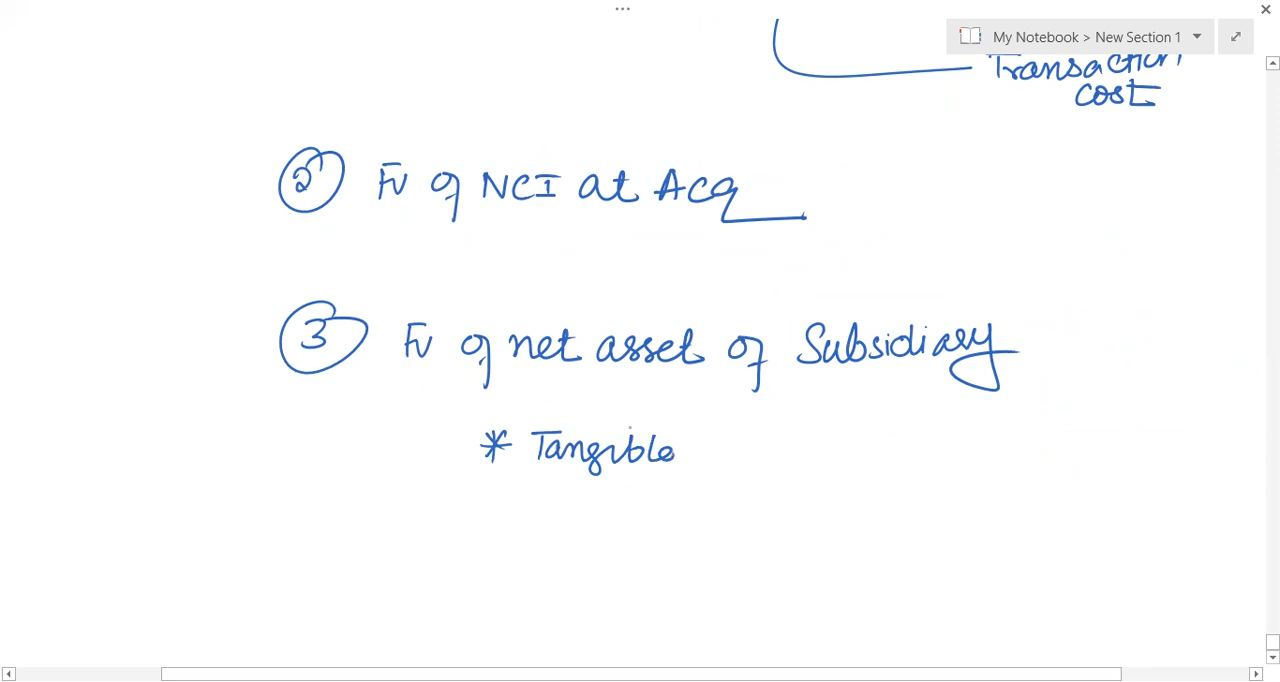 ...
My Notebook > New Section 1
Transaction
cost
2 Fv of NCI at Acq
3 Fv of net asset of Subsidiary
* Tangible